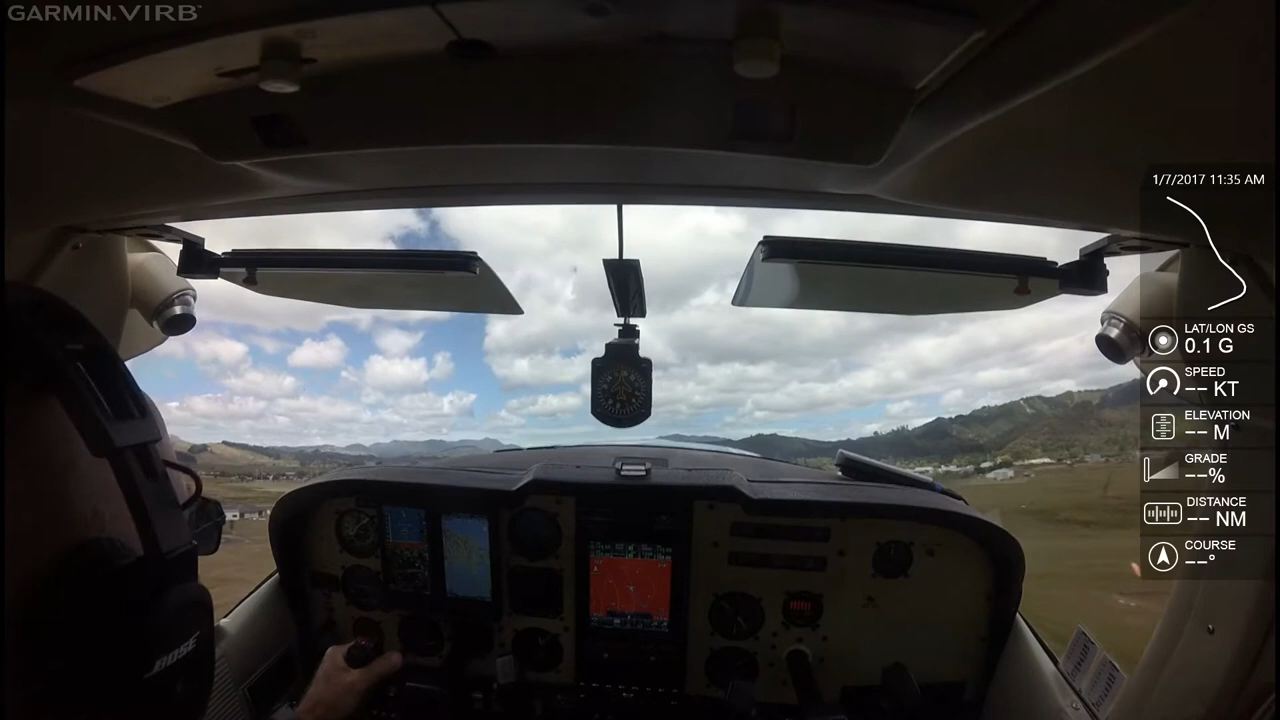 GARMIN. VIRB
1/7/2017 11:35 AM
LAT/LON GS
0.1 G
SPEED
-- KT
ELEVATION
-- M
GRADE
--%
DISTANCE
-- NM
COURSE
--°
BOSE